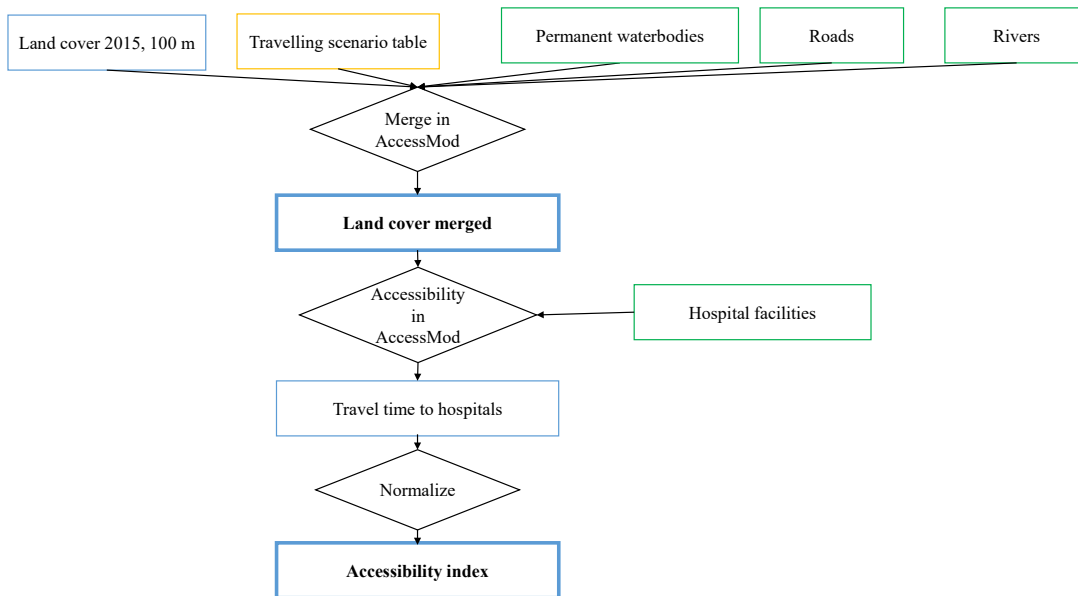 Land cover 2015, 100 m
Travelling scenario table
Permanent waterbodies
Roads
Rivers
Merge in
AccessMod
Land cover merged
Accessibility
in
AccessMod
Hospital facilities
Travel time to hospitals
Normalize
Accessibility index